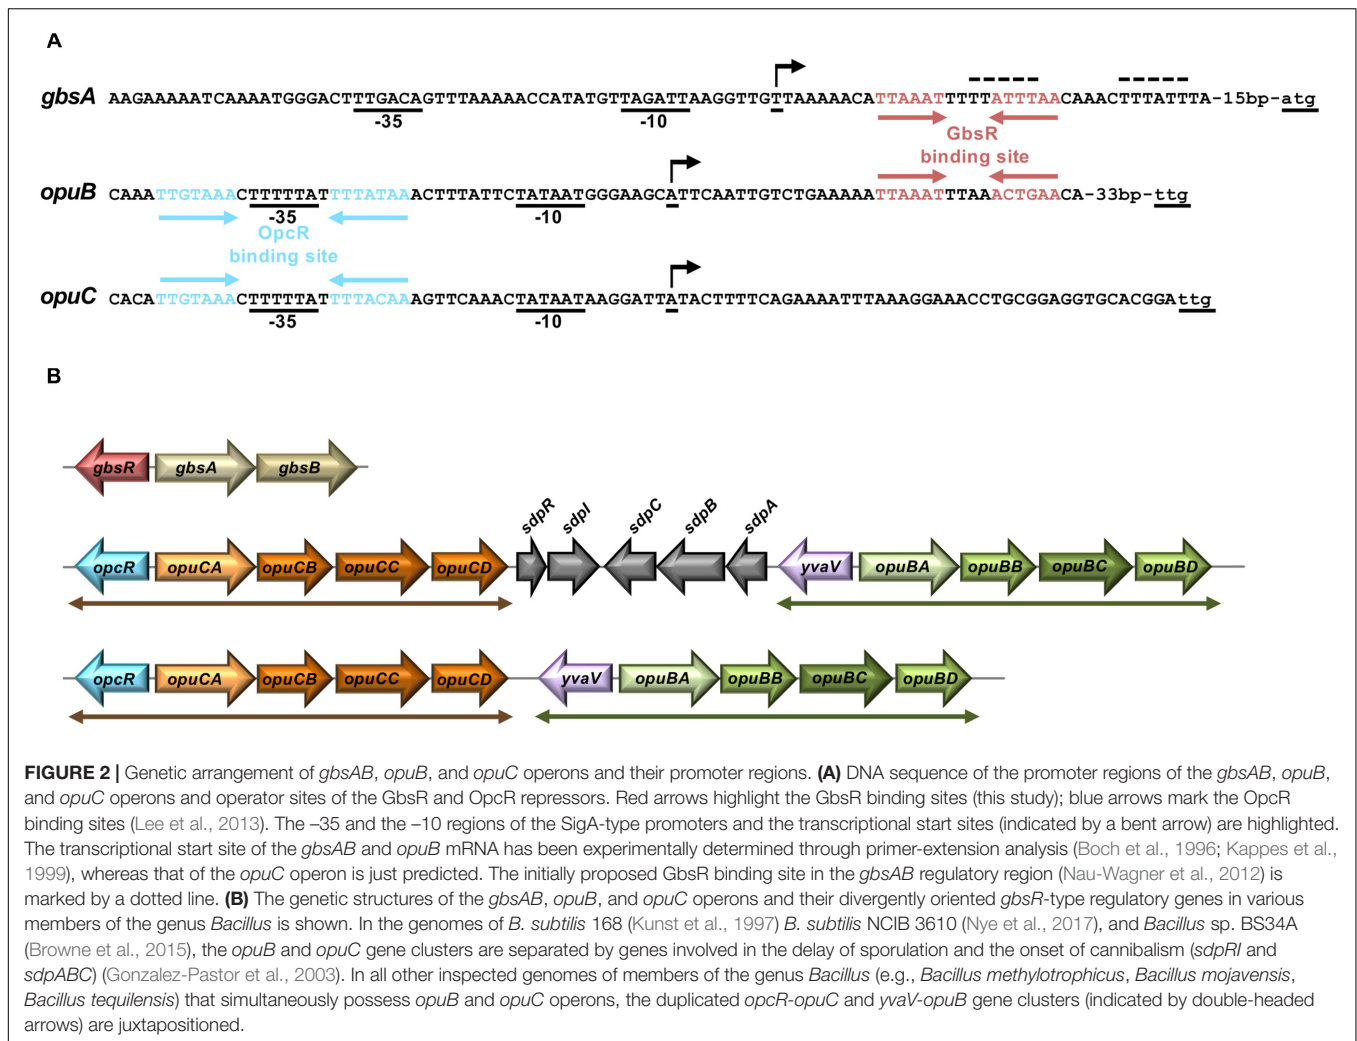 A
gbsA AAGAAAAATCAAAATGGGACTTTGACAGTTTAAAAACCATATGTTAGATTAAGGTTGTTAAAAACATTAAATTTTTATTTAACAAACTTTATTTA-15bp-atg
-35 -10 GbsR
binding site
opuB CAAATTGTAAACTTTTTATTTTATAAACTTTATTCTATAATGGGAAGCATTCAATTGTCTGAAAAATTAAATTTAAACTGAACA-33bp-ttg
-35 -10
OpcR
binding site
opuC CACATTGTAAACTTTTTATTTTACAAAGTTCAAACTATAATAAGGATTATACTTTTCAGAAAATTTAAAGGAAACCTGCGGAGGTGCACGGAttg
-35 -10
B
gbsR gbsA gbsB
sdpR sdpI sdpC sdpB sdpA
opcR opuCA opuCB opuCC opuCD yvaV opuBA opuBB opuBC opuBD
opcR opuCA opuCB opuCC opuCD yvaV opuBA opuBB opuBC opuBD
FIGURE 2 | Genetic arrangement of gbsAB, opuB, and opuC operons and their promoter regions. (A) DNA sequence of the promoter regions of the gbsAB, opuB,
and opuC operons and operator sites of the GbsR and OpcR repressors. Red arrows highlight the GbsR binding sites (this study); blue arrows mark the OpcR
binding sites (Lee et al., 2013). The –35 and the –10 regions of the SigA-type promoters and the transcriptional start sites (indicated by a bent arrow) are highlighted.
The transcriptional start site of the gbsAB and opuB mRNA has been experimentally determined through primer-extension analysis (Boch et al., 1996; Kappes et al.,
1999), whereas that of the opuC operon is just predicted. The initially proposed GbsR binding site in the gbsAB regulatory region (Nau-Wagner et al., 2012) is
marked by a dotted line. (B) The genetic structures of the gbsAB, opuB, and opuC operons and their divergently oriented gbsR-type regulatory genes in various
members of the genus Bacillus is shown. In the genomes of B. subtilis 168 (Kunst et al., 1997) B. subtilis NCIB 3610 (Nye et al., 2017), and Bacillus sp. BS34A
(Browne et al., 2015), the opuB and opuC gene clusters are separated by genes involved in the delay of sporulation and the onset of cannibalism (sdpRI and
sdpABC) (Gonzalez-Pastor et al., 2003). In all other inspected genomes of members of the genus Bacillus (e.g., Bacillus methylotrophicus, Bacillus mojavensis,
Bacillus tequilensis) that simultaneously possess opuB and opuC operons, the duplicated opcR-opuC and yvaV-opuB gene clusters (indicated by double-headed
arrows) are juxtapositioned.